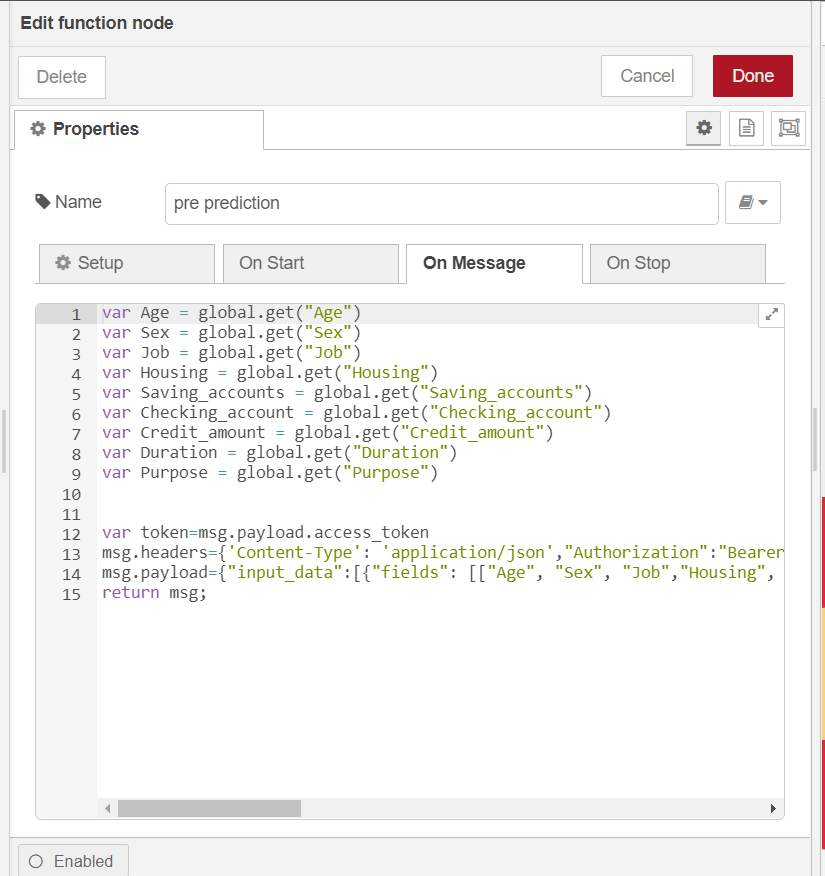 Edit function node
Delete
Cancel
Done
Properties
Name
pre prediction
Setup
On Start
On Message
On Stop
1 var Age = global.get("Age")
2 var Sex = global.get("Sex")
3 var Job = global.get("Job")
4 var Housing = global.get("Housing")
5 var Saving_accounts = global.get("Saving_accounts")
6 var Checking_account = global.get("Checking_account")
7 var Credit_amount = global.get("Credit_amount")
8 var Duration = global.get("Duration")
9 var Purpose = global.get("Purpose")
10
11
12 var token=msg.payload.access_token
13 msg.headers={'Content-Type': 'application/json',"Authorization":"Bearer
14 msg.payload={"input_data":[{"fields": [["Age", "Sex", "Job","Housing",
15 return msg;
Enabled